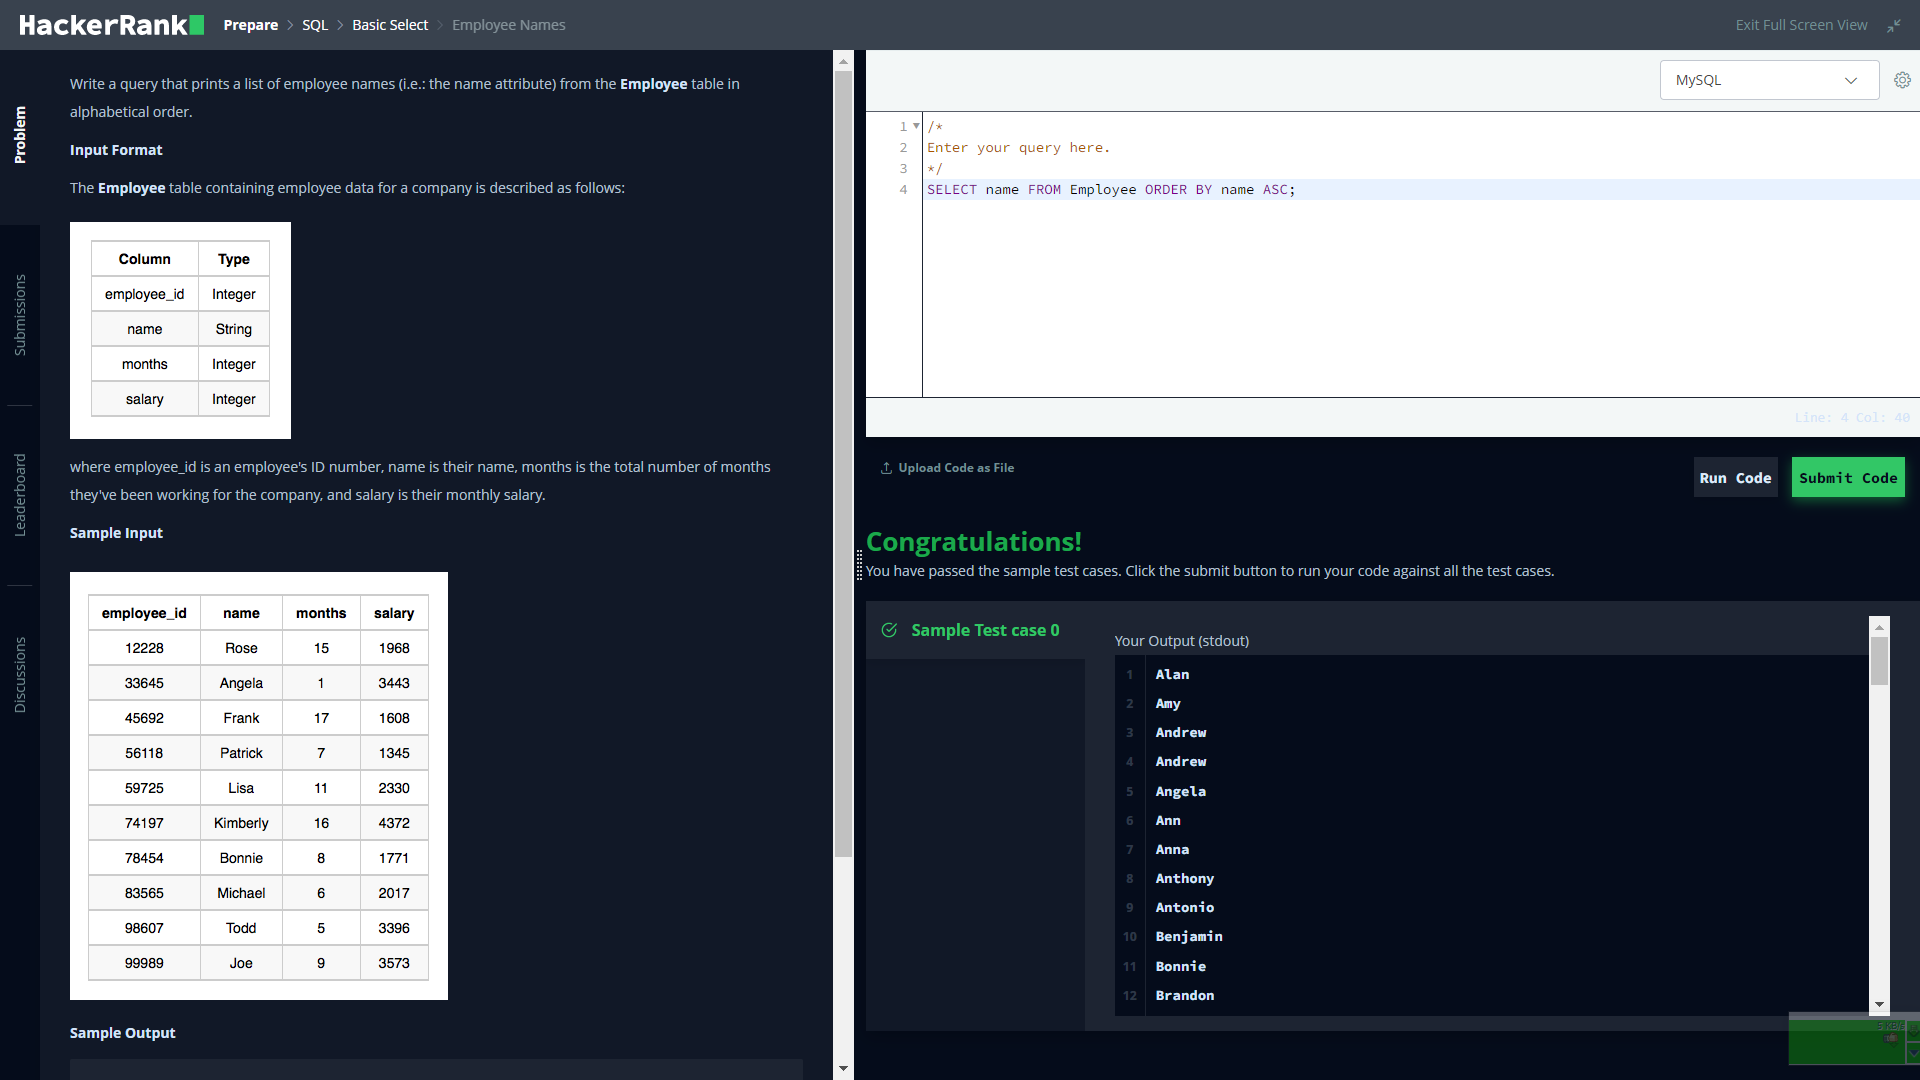 HackerRank
Prepare > SQL > Basic Select > Employee Names
Exit Full Screen View
Problem
Submissions
Leaderboard
Discussions
Write a query that prints a list of employee names (i.e.: the name attribute) from the Employee table in
alphabetical order.
Input Format
The Employee table containing employee data for a company is described as follows:
Column Type
employee_id Integer
name String
months Integer
salary Integer
where employee_id is an employee's ID number, name is their name, months is the total number of months
they've been working for the company, and salary is their monthly salary.
Sample Input
employee_id name months salary
12228 Rose 15 1968
33645 Angela 1 3443
45692 Frank 17 1608
56118 Patrick 7 1345
59725 Lisa 11 2330
74197 Kimberly 16 4372
78454 Bonnie 8 1771
83565 Michael 6 2017
98607 Todd 5 3396
99989 Joe 9 3573
Sample Output
MySQL
1 /*
2 Enter your query here.
3 */
4 SELECT name FROM Employee ORDER BY name ASC;
Line: 4 Col: 40
Upload Code as File
Run Code
Submit Code
Congratulations!
You have passed the sample test cases. Click the submit button to run your code against all the test cases.
Sample Test case 0
Your Output (stdout)
1 Alan
2 Amy
3 Andrew
4 Andrew
5 Angela
6 Ann
7 Anna
8 Anthony
9 Antonio
10 Benjamin
11 Bonnie
12 Brandon